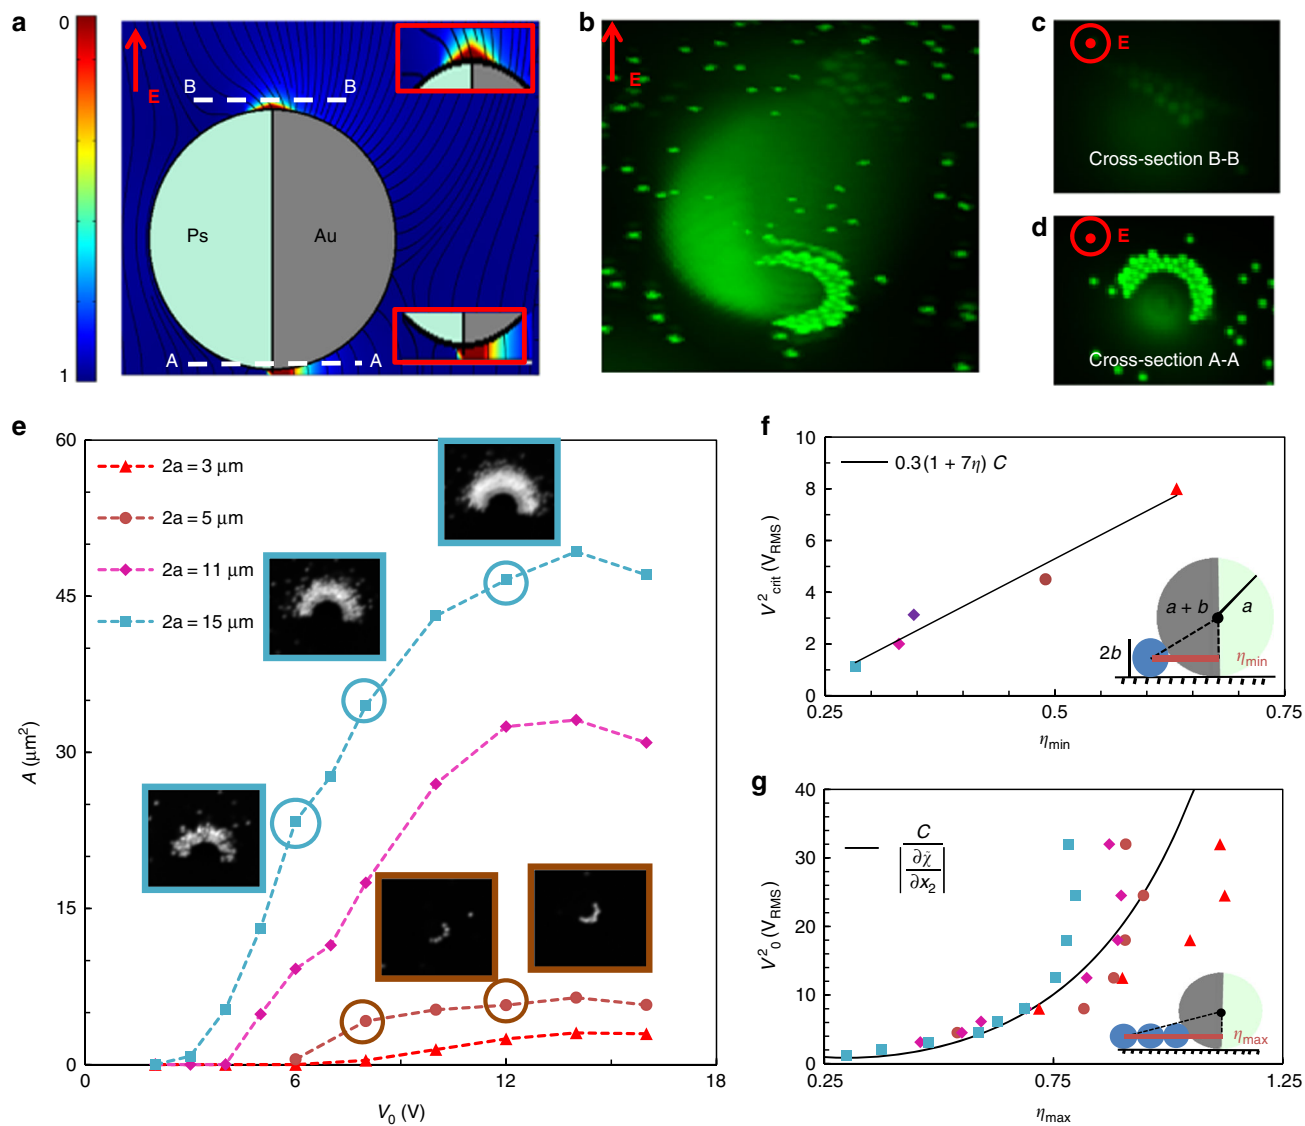 a
0
1
E
B
B
Ps
Au
A
A
b
E
c
E
Cross-section B-B
d
E
Cross-section A-A
e
60
45
30
15
0
A (μm²)
2a = 3 μm
2a = 5 μm
2a = 11 μm
2a = 15 μm
0
6
12
18
V₀ (V)
f
10
8
6
4
2
0
V²crit (VRMS)
0.3(1 + 7η) C
a + b
a
2b
ηmin
0.25
0.5
0.75
ηmin
g
40
30
20
10
0
V²₀ (VRMS)
C
∂χ̃
∂x₂
ηmax
0.25
0.75
1.25
ηmax